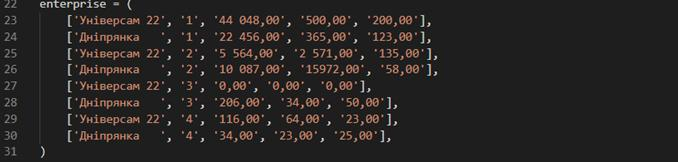 22 enterprise = (
23 ['Універсам 22', '1', '44 048,00', '500,00', '200,00'],
24 ['Дніпрянка   ', '1', '22 456,00', '365,00', '123,00'],
25 ['Універсам 22', '2', '5 564,00', '2 571,00', '135,00'],
26 ['Дніпрянка   ', '2', '10 087,00', '15972,00', '58,00'],
27 ['Універсам 22', '3', '0,00', '0,00', '0,00'],
28 ['Дніпрянка   ', '3', '206,00', '34,00', '50,00'],
29 ['Універсам 22', '4', '116,00', '64,00', '23,00'],
30 ['Дніпрянка   ', '4', '34,00', '23,00', '25,00'],
31 )